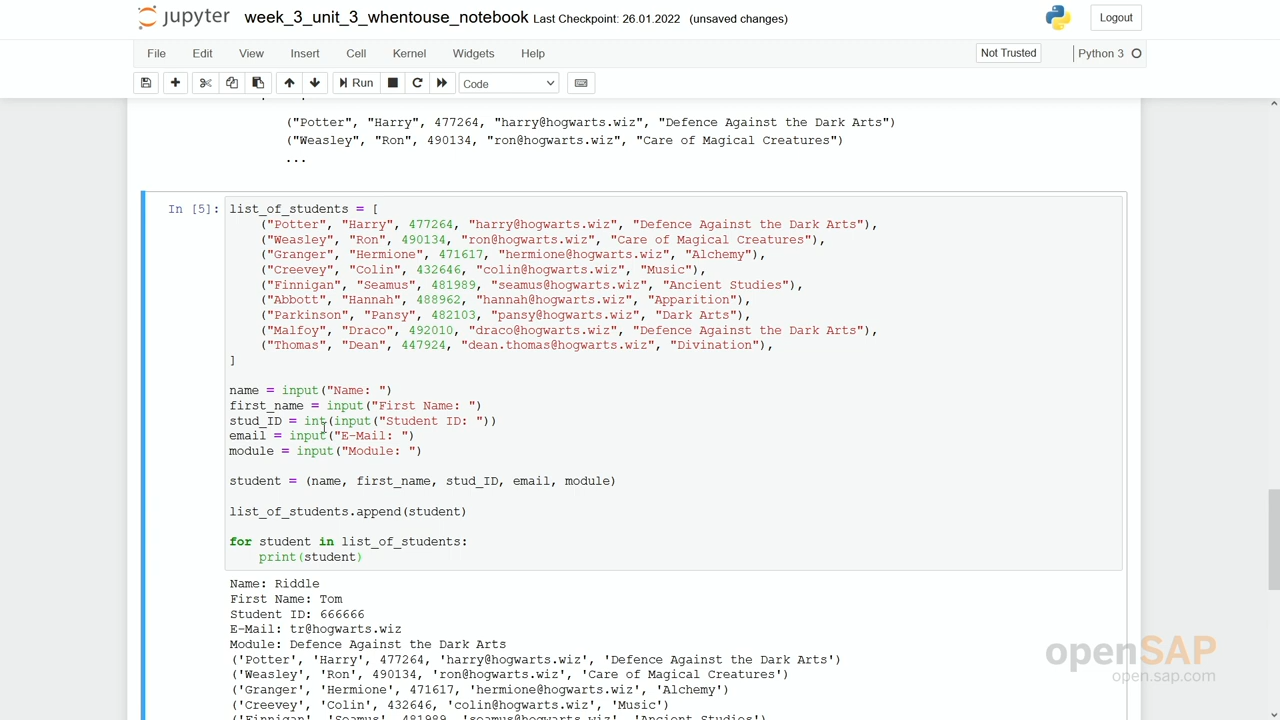 jupyter week_3_unit_3_whentouse_notebook Last Checkpoint: 26.01.2022 (unsaved changes) Logout
File Edit View Insert Cell Kernel Widgets Help Not Trusted Python 3
Run Code
("Potter", "Harry", 477264, "harry@hogwarts.wiz", "Defence Against the Dark Arts")
("Weasley", "Ron", 490134, "ron@hogwarts.wiz", "Care of Magical Creatures")
...
In [5]: list_of_students = [
("Potter", "Harry", 477264, "harry@hogwarts.wiz", "Defence Against the Dark Arts"),
("Weasley", "Ron", 490134, "ron@hogwarts.wiz", "Care of Magical Creatures"),
("Granger", "Hermione", 471617, "hermione@hogwarts.wiz", "Alchemy"),
("Creevey", "Colin", 432646, "colin@hogwarts.wiz", "Music"),
("Finnigan", "Seamus", 481989, "seamus@hogwarts.wiz", "Ancient Studies"),
("Abbott", "Hannah", 488962, "hannah@hogwarts.wiz", "Apparition"),
("Parkinson", "Pansy", 482103, "pansy@hogwarts.wiz", "Dark Arts"),
("Malfoy", "Draco", 492010, "draco@hogwarts.wiz", "Defence Against the Dark Arts"),
("Thomas", "Dean", 447924, "dean.thomas@hogwarts.wiz", "Divination"),
]
name = input("Name: ")
first_name = input("First Name: ")
stud_ID = int(input("Student ID: "))
email = input("E-Mail: ")
module = input("Module: ")
student = (name, first_name, stud_ID, email, module)
list_of_students.append(student)
for student in list_of_students:
print(student)
Name: Riddle
First Name: Tom
Student ID: 666666
E-Mail: tr@hogwarts.wiz
Module: Defence Against the Dark Arts
('Potter', 'Harry', 477264, 'harry@hogwarts.wiz', 'Defence Against the Dark Arts')
('Weasley', 'Ron', 490134, 'ron@hogwarts.wiz', 'Care of Magical Creatures')
('Granger', 'Hermione', 471617, 'hermione@hogwarts.wiz', 'Alchemy')
('Creevey', 'Colin', 432646, 'colin@hogwarts.wiz', 'Music')
('Finnigan', 'Seamus', 481989, 'seamus@hogwarts.wiz', 'Ancient Studies')
openSAP
open.sap.com